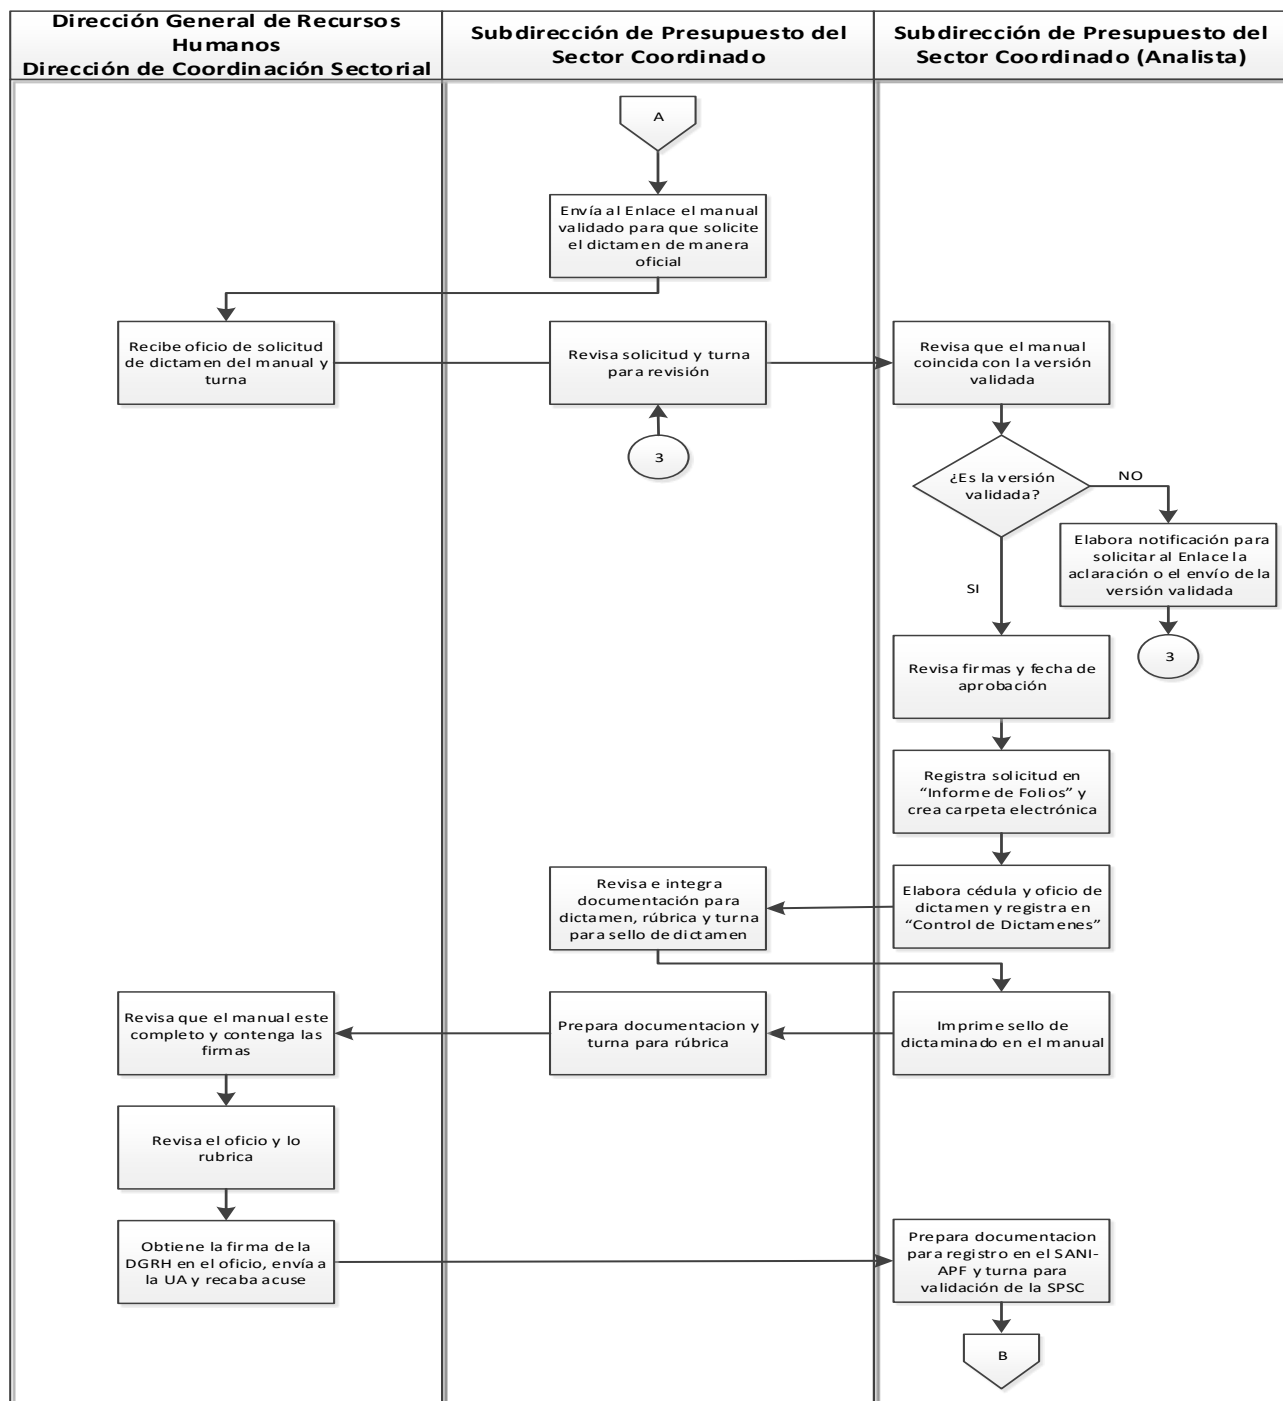 Dirección General de Recursos
Humanos
Dirección de Coordinación Sectorial
Subdirección de Presupuesto del
Sector Coordinado
Subdirección de Presupuesto del
Sector Coordinado (Analista)
A
Envía al Enlace el manual
validado para que solicite
el dictamen de manera
oficial
Recibe oficio de solicitud
de dictamen del manual y
turna
Revisa solicitud y turna
para revisión
Revisa que el manual
coincida con la versión
validada
3
¿Es la versión
validada?
NO
Elabora notificación para
solicitar al Enlace la
aclaración o el envío de la
versión validada
SI
3
Revisa firmas y fecha de
aprobación
Registra solicitud en
“Informe de Folios” y
crea carpeta electrónica
Elabora cédula y oficio de
dictamen y registra en
“Control de Dictamenes”
Revisa e integra
documentación para
dictamen, rúbrica y turna
para sello de dictamen
Imprime sello de
dictaminado en el manual
Prepara documentacion y
turna para rúbrica
Revisa que el manual este
completo y contenga las
firmas
Revisa el oficio y lo
rubrica
Obtiene la firma de la
DGRH en el oficio, envía a
la UA y recaba acuse
Prepara documentacion
para registro en el SANI-
APF y turna para
validación de la SPSC
B